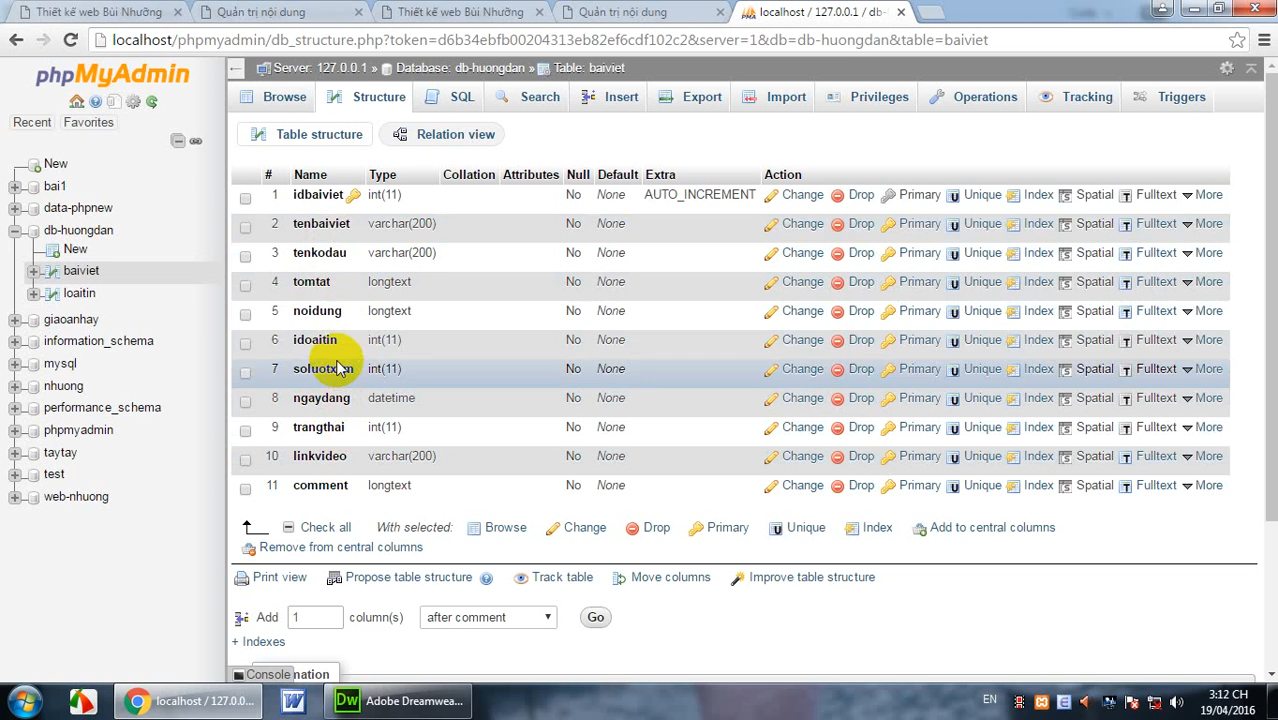 Thiết kế web Bùi Nhưỡng × Quản trị nội dung × Thiết kế web Bùi Nhưỡng × Quản trị nội dung × localhost / 127.0.0.1 / db- ×
localhost/phpmyadmin/db_structure.php?token=d6b34ebfb00204313eb82ef6cdf102c2&server=1&db=db-huongdan&table=baiviet
phpMyAdmin
Recent Favorites
New
bai1
data-phpnew
db-huongdan
New
baiviet
loaitin
giaoanhay
information_schema
mysql
nhuong
performance_schema
phpmyadmin
taytay
test
web-nhuong
Server: 127.0.0.1 » Database: db-huongdan » Table: baiviet
Browse Structure SQL Search Insert Export Import Privileges Operations Tracking Triggers
Table structure Relation view
# Name Type Collation Attributes Null Default Extra Action
1 idbaiviet int(11) No None AUTO_INCREMENT Change Drop Primary Unique Index Spatial Fulltext More
2 tenbaiviet varchar(200) No None Change Drop Primary Unique Index Spatial Fulltext More
3 tenkodau varchar(200) No None Change Drop Primary Unique Index Spatial Fulltext More
4 tomtat longtext No None Change Drop Primary Unique Index Spatial Fulltext More
5 noidung longtext No None Change Drop Primary Unique Index Spatial Fulltext More
6 idoaitin int(11) No None Change Drop Primary Unique Index Spatial Fulltext More
7 int(11) No None Change Drop Primary Unique Index Spatial Fulltext More
8 ngaydang datetime No None Change Drop Primary Unique Index Spatial Fulltext More
9 trangthai int(11) No None Change Drop Primary Unique Index Spatial Fulltext More
10 linkvideo varchar(200) No None Change Drop Primary Unique Index Spatial Fulltext More
11 comment longtext No None Change Drop Primary Unique Index Spatial Fulltext More
Check all With selected: Browse Change Drop Primary Unique Index Add to central columns
Remove from central columns
Print view Propose table structure Track table Move columns Improve table structure
Add 1 column(s) after comment Go
+ Indexes
Console mation
localhost / 127.0.0... Adobe Dreamwea... EN 3:12 CH
19/04/2016